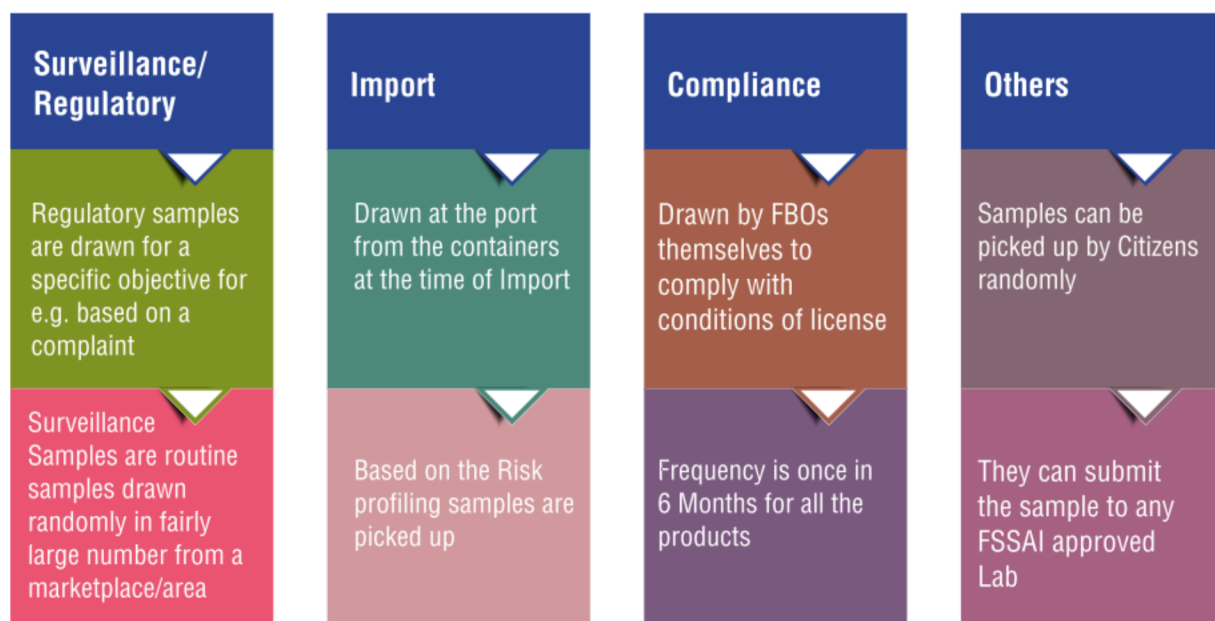 Surveillance/
Regulatory
Regulatory samples
are drawn for a
specific objective for
e.g. based on a
complaint
Surveillance
Samples are routine
samples drawn
randomly in fairly
large number from a
marketplace/area
Import
Drawn at the port
from the containers
at the time of Import
Based on the Risk
profiling samples are
picked up
Compliance
Drawn by FBOs
themselves to
comply with
conditions of license
Frequency is once in
6 Months for all the
products
Others
Samples can be
picked up by Citizens
randomly
They can submit
the sample to any
FSSAI approved
Lab